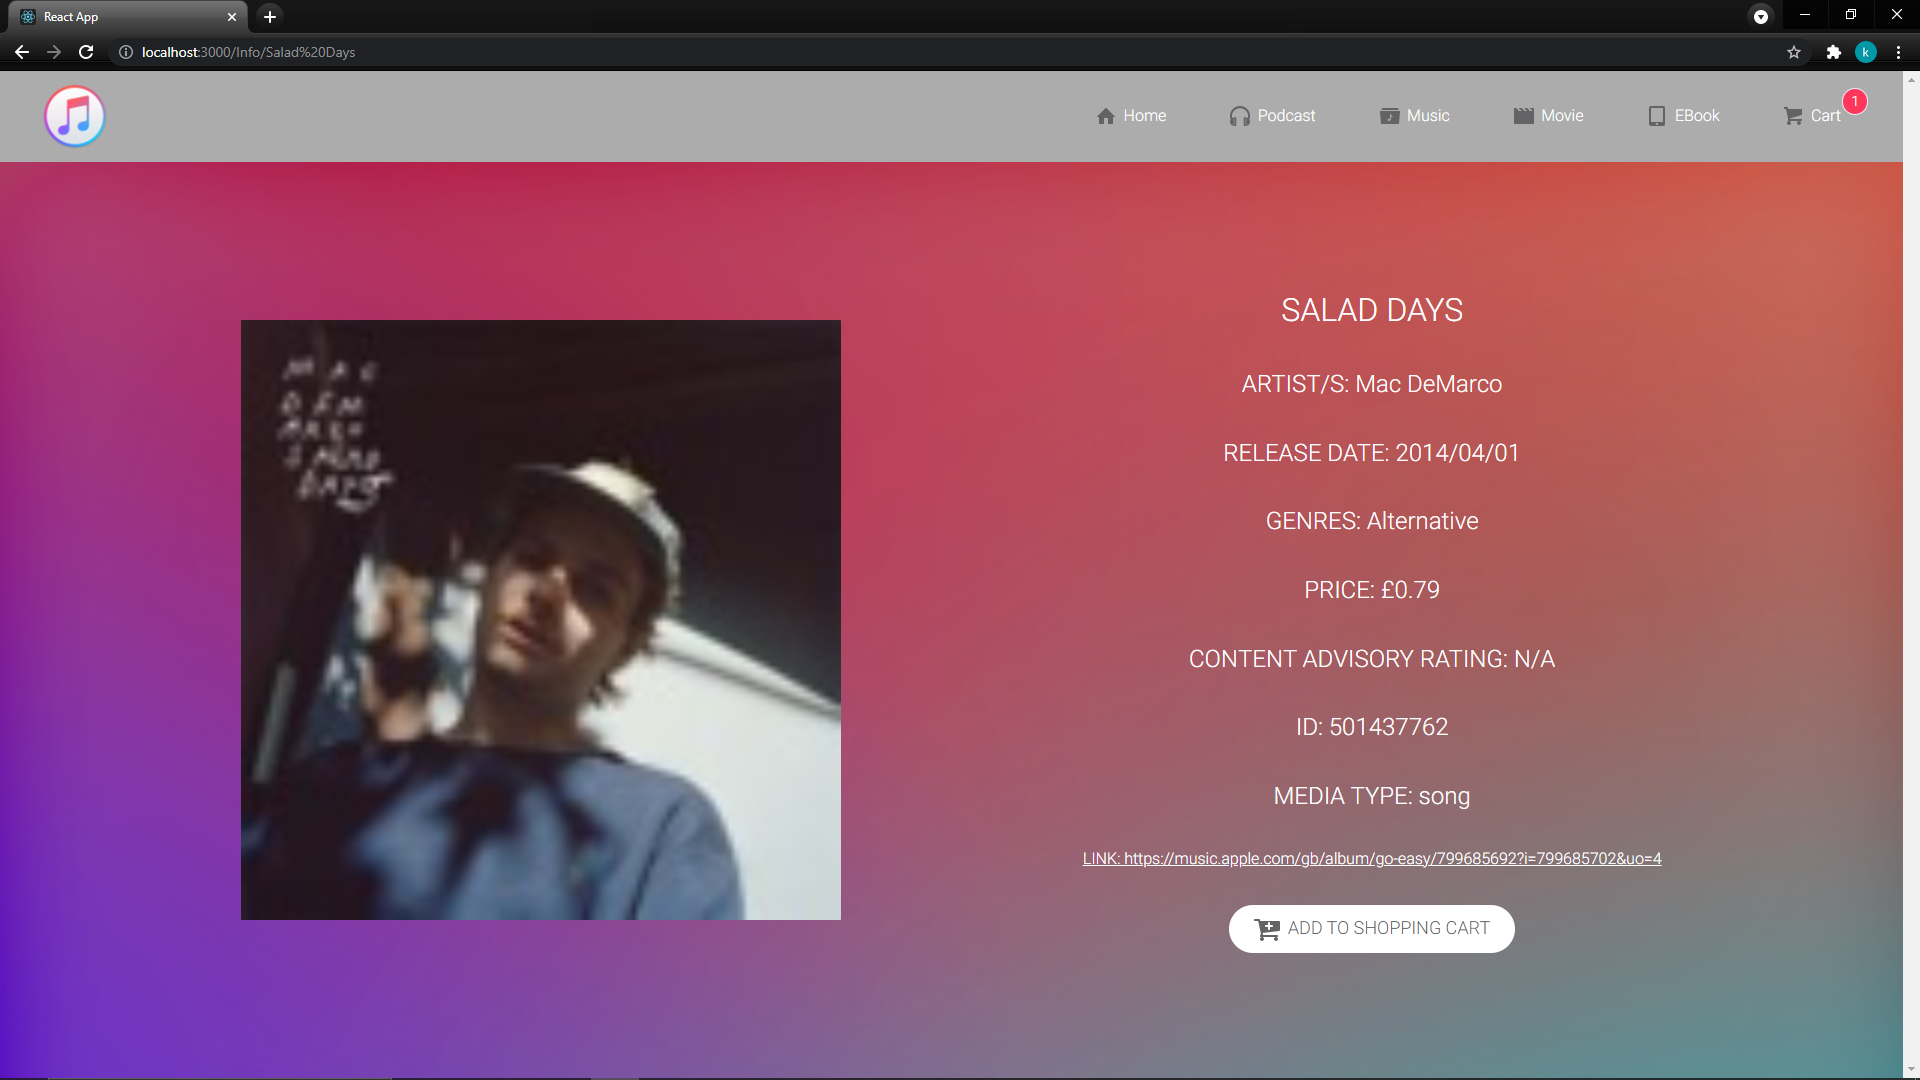 React App
localhost:3000/Info/Salad%20Days
k
Home
Podcast
Music
Movie
EBook
Cart
1
MAC
DEM
ARCO
SALAD
DAYS
SALAD DAYS
ARTIST/S: Mac DeMarco
RELEASE DATE: 2014/04/01
GENRES: Alternative
PRICE: £0.79
CONTENT ADVISORY RATING: N/A
ID: 501437762
MEDIA TYPE: song
LINK: https://music.apple.com/gb/album/go-easy/799685692?i=799685702&uo=4
ADD TO SHOPPING CART